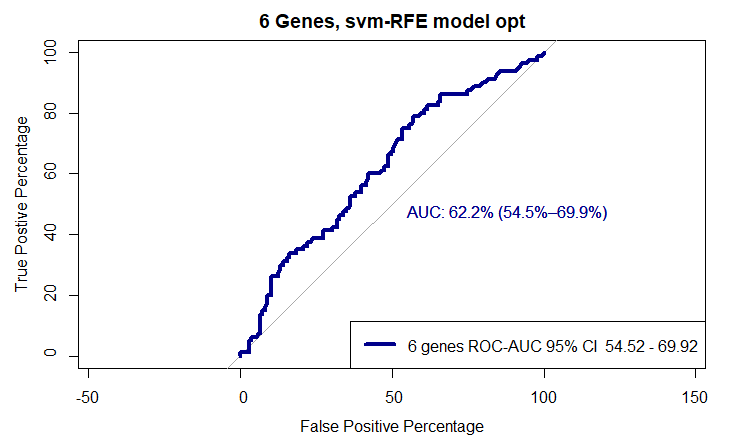 6 Genes, svm-RFE model opt
True Positive Percentage
100
80
60
40
20
0
AUC: 62.2% (54.5%–69.9%)
6 genes ROC-AUC 95% CI 54.52 - 69.92
-50
0
50
100
150
False Positive Percentage